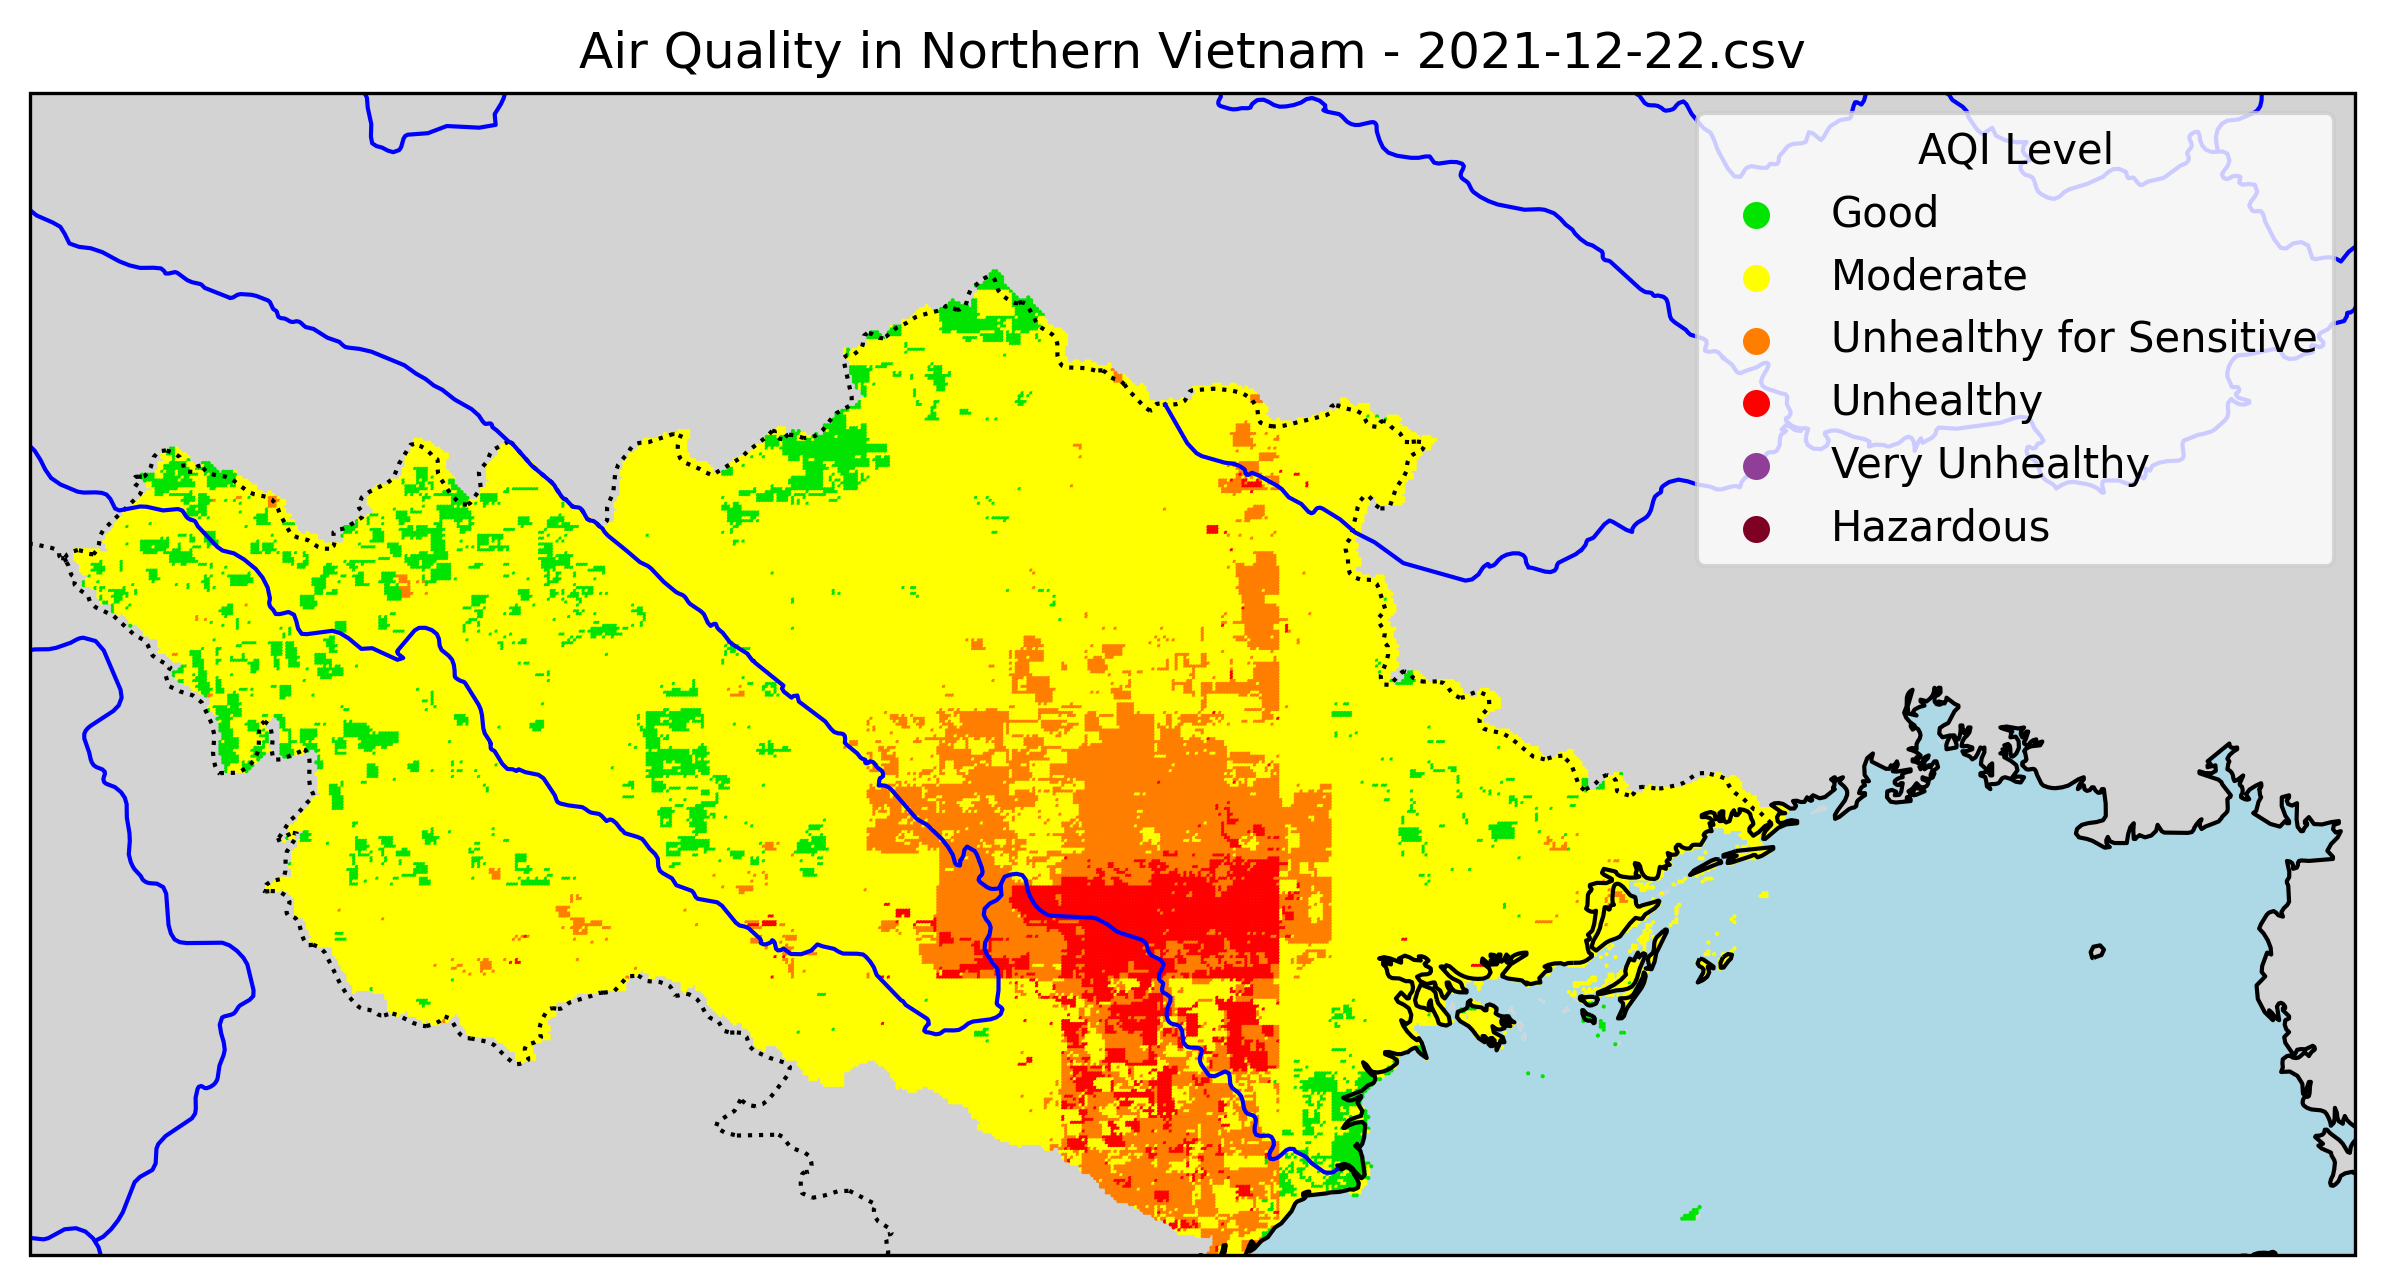 Air Quality in Northern Vietnam - 2021-12-22.csv
AQI Level
Good
Moderate
Unhealthy for Sensitive
Unhealthy
Very Unhealthy
Hazardous